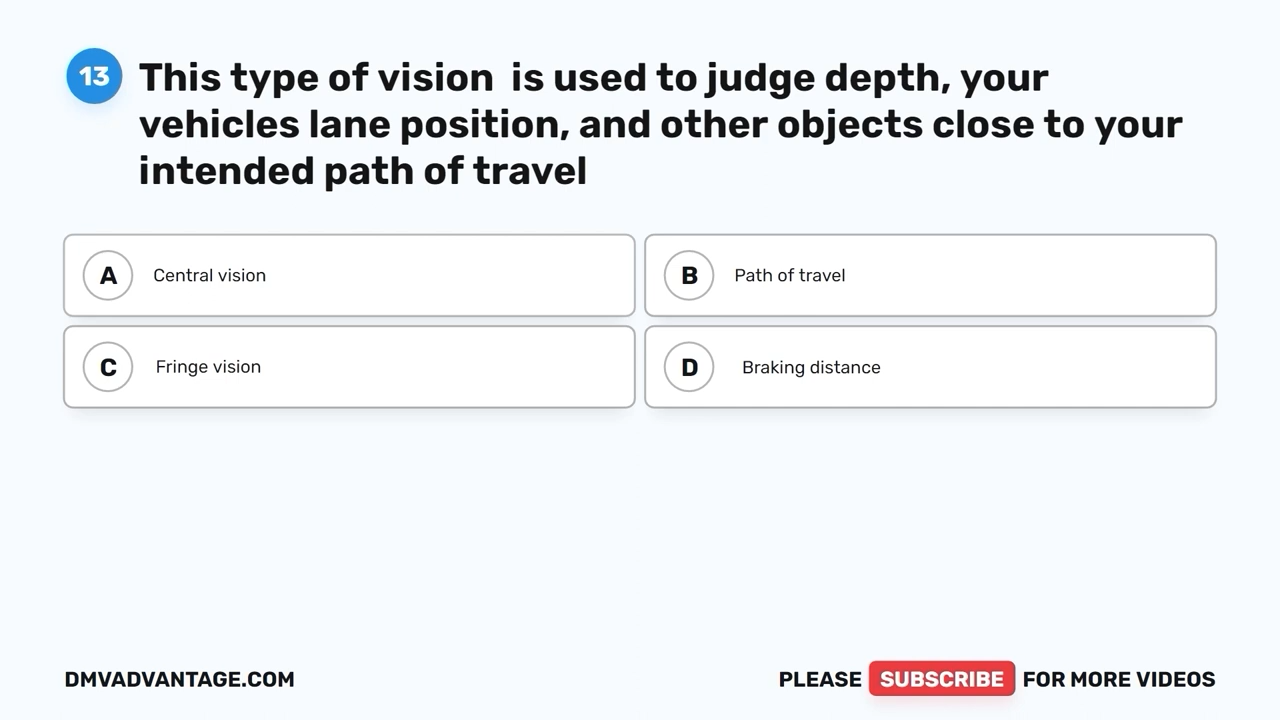 13 This type of vision is used to judge depth, your
vehicles lane position, and other objects close to your
intended path of travel
A Central vision
B Path of travel
C Fringe vision
D Braking distance
DMVADVANTAGE.COM
PLEASE SUBSCRIBE FOR MORE VIDEOS